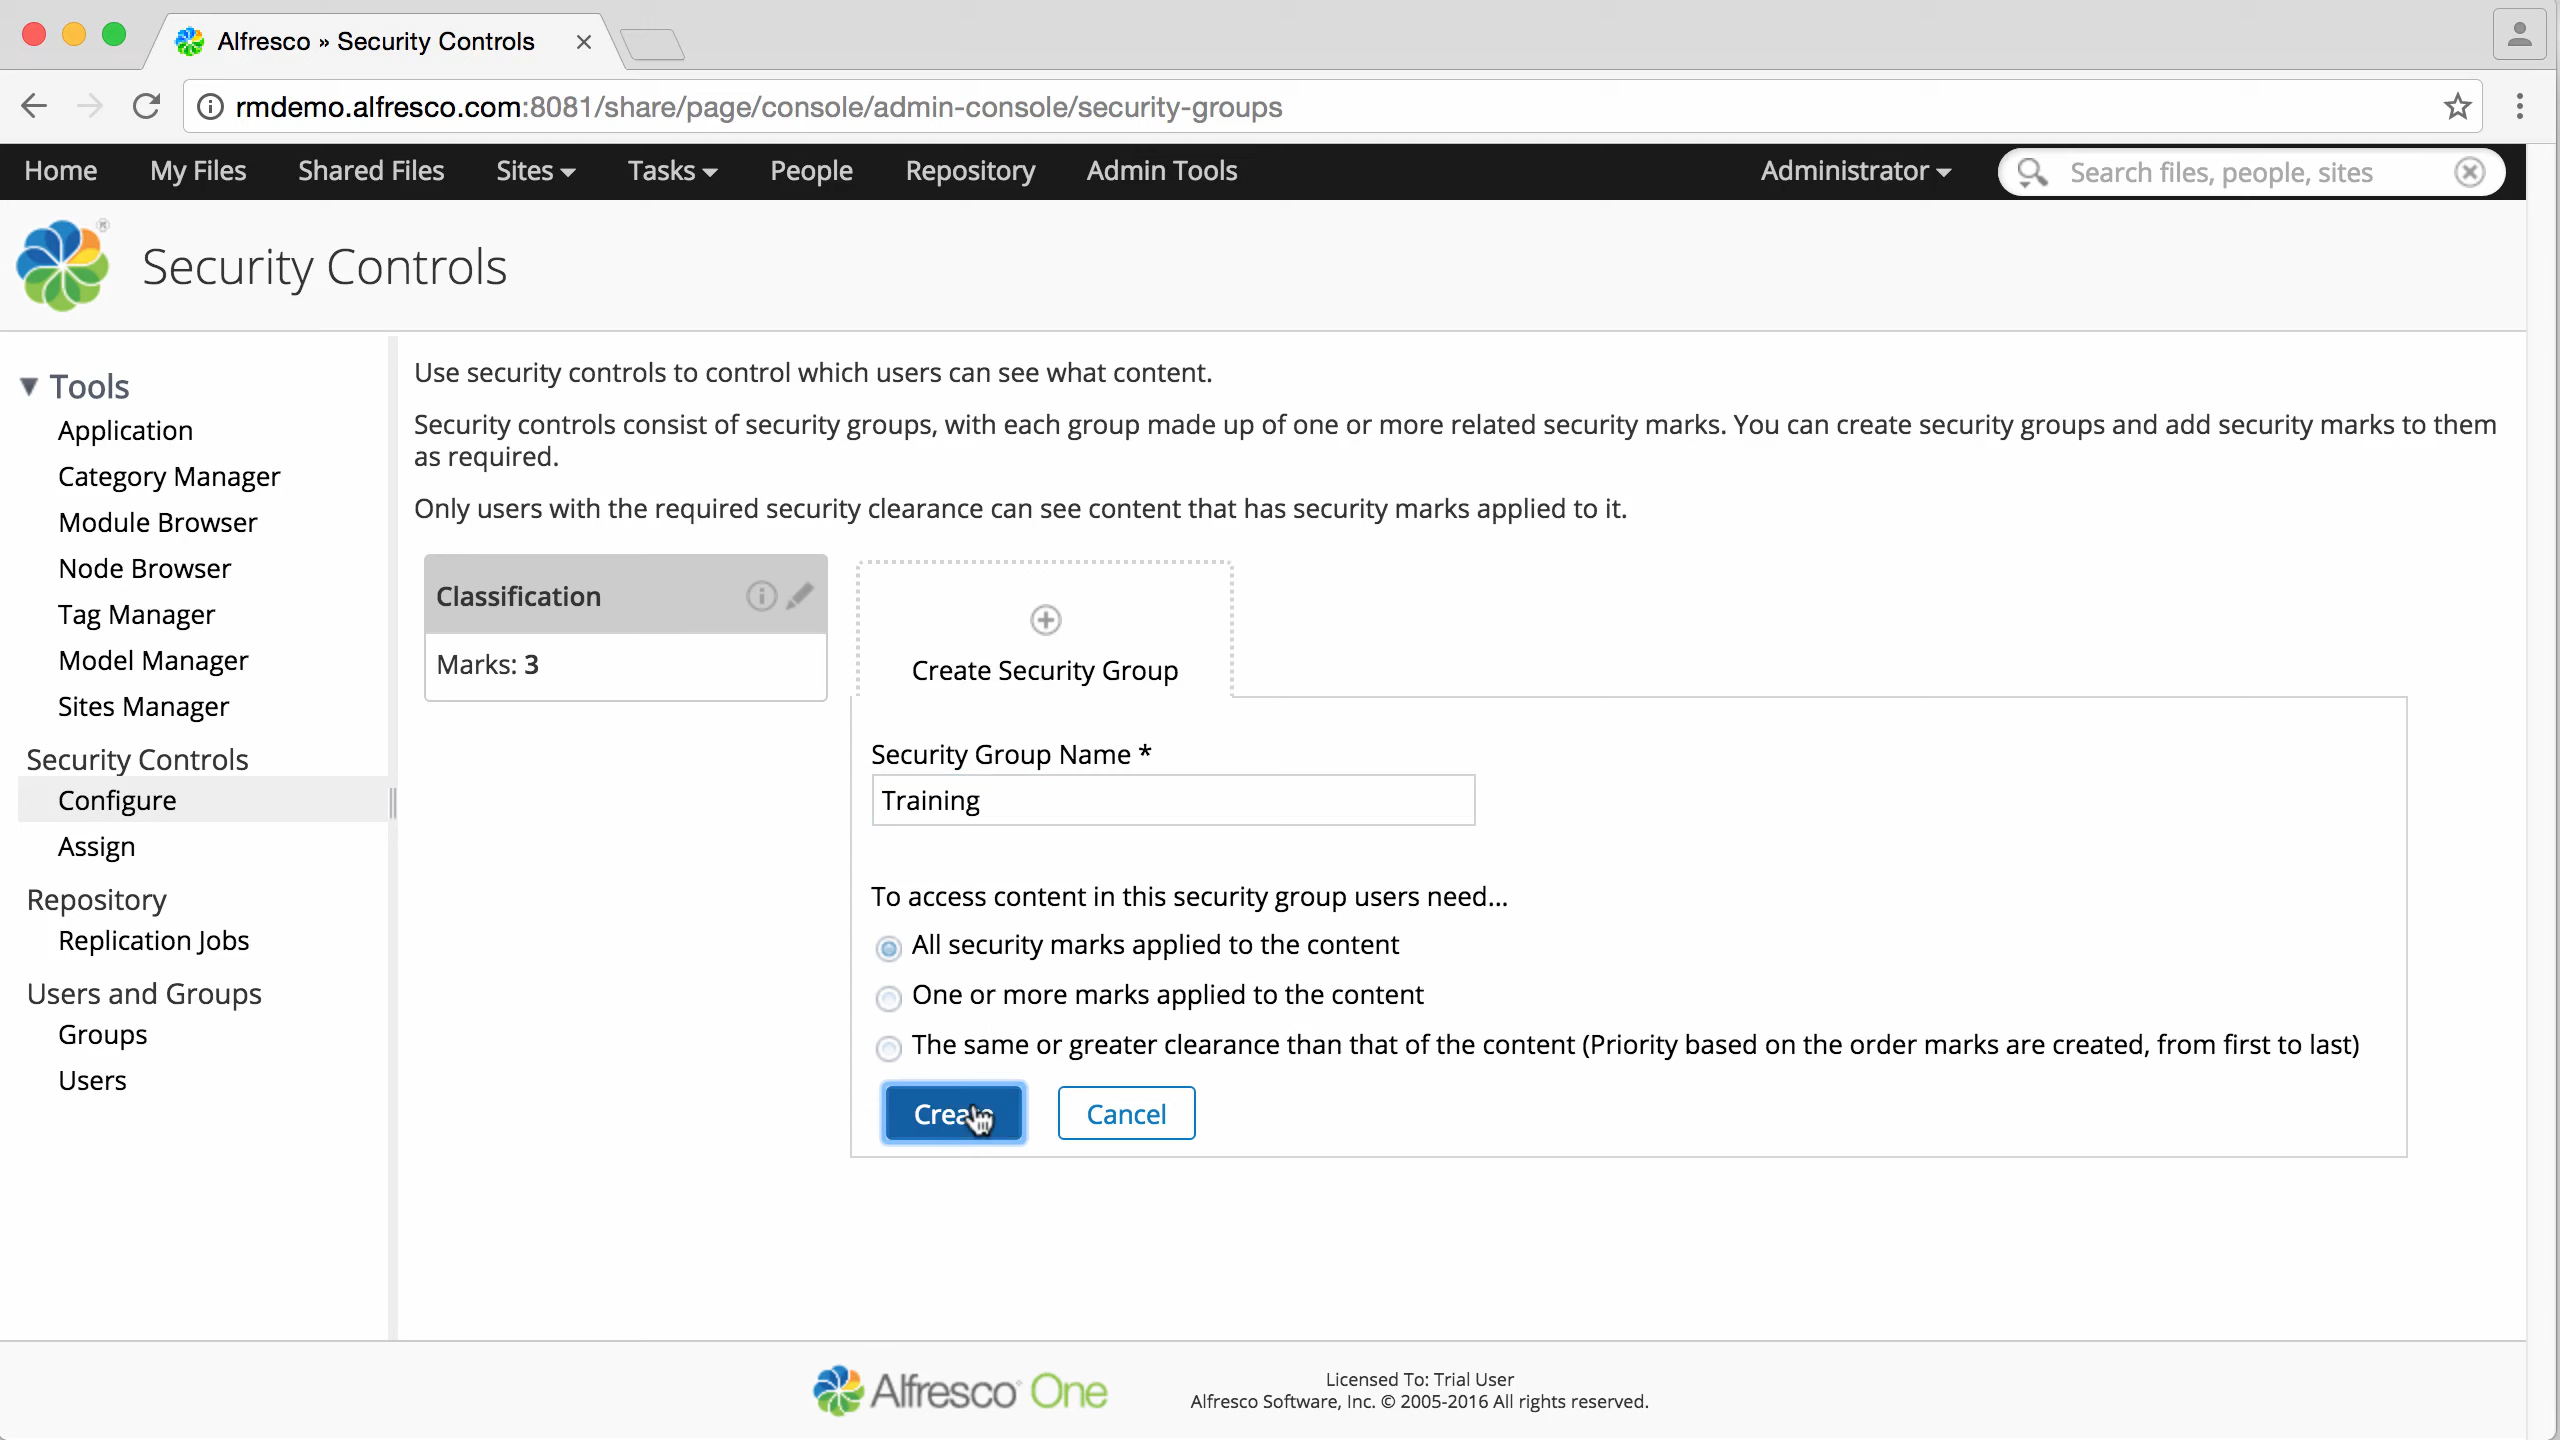 Alfresco » Security Controls
rmdemo.alfresco.com:8081/share/page/console/admin-console/security-groups
Home My Files Shared Files Sites Tasks People Repository Admin Tools Administrator Search files, people, sites
Security Controls
Tools
Application
Category Manager
Module Browser
Node Browser
Tag Manager
Model Manager
Sites Manager
Security Controls
Configure
Assign
Repository
Replication Jobs
Users and Groups
Groups
Users
Use security controls to control which users can see what content.
Security controls consist of security groups, with each group made up of one or more related security marks. You can create security groups and add security marks to them
as required.
Only users with the required security clearance can see content that has security marks applied to it.
Classification
Marks: 3
Create Security Group
Security Group Name *
Training
To access content in this security group users need...
All security marks applied to the content
One or more marks applied to the content
The same or greater clearance than that of the content (Priority based on the order marks are created, from first to last)
Create Cancel
Alfresco One
Licensed To: Trial User
Alfresco Software, Inc. © 2005-2016 All rights reserved.